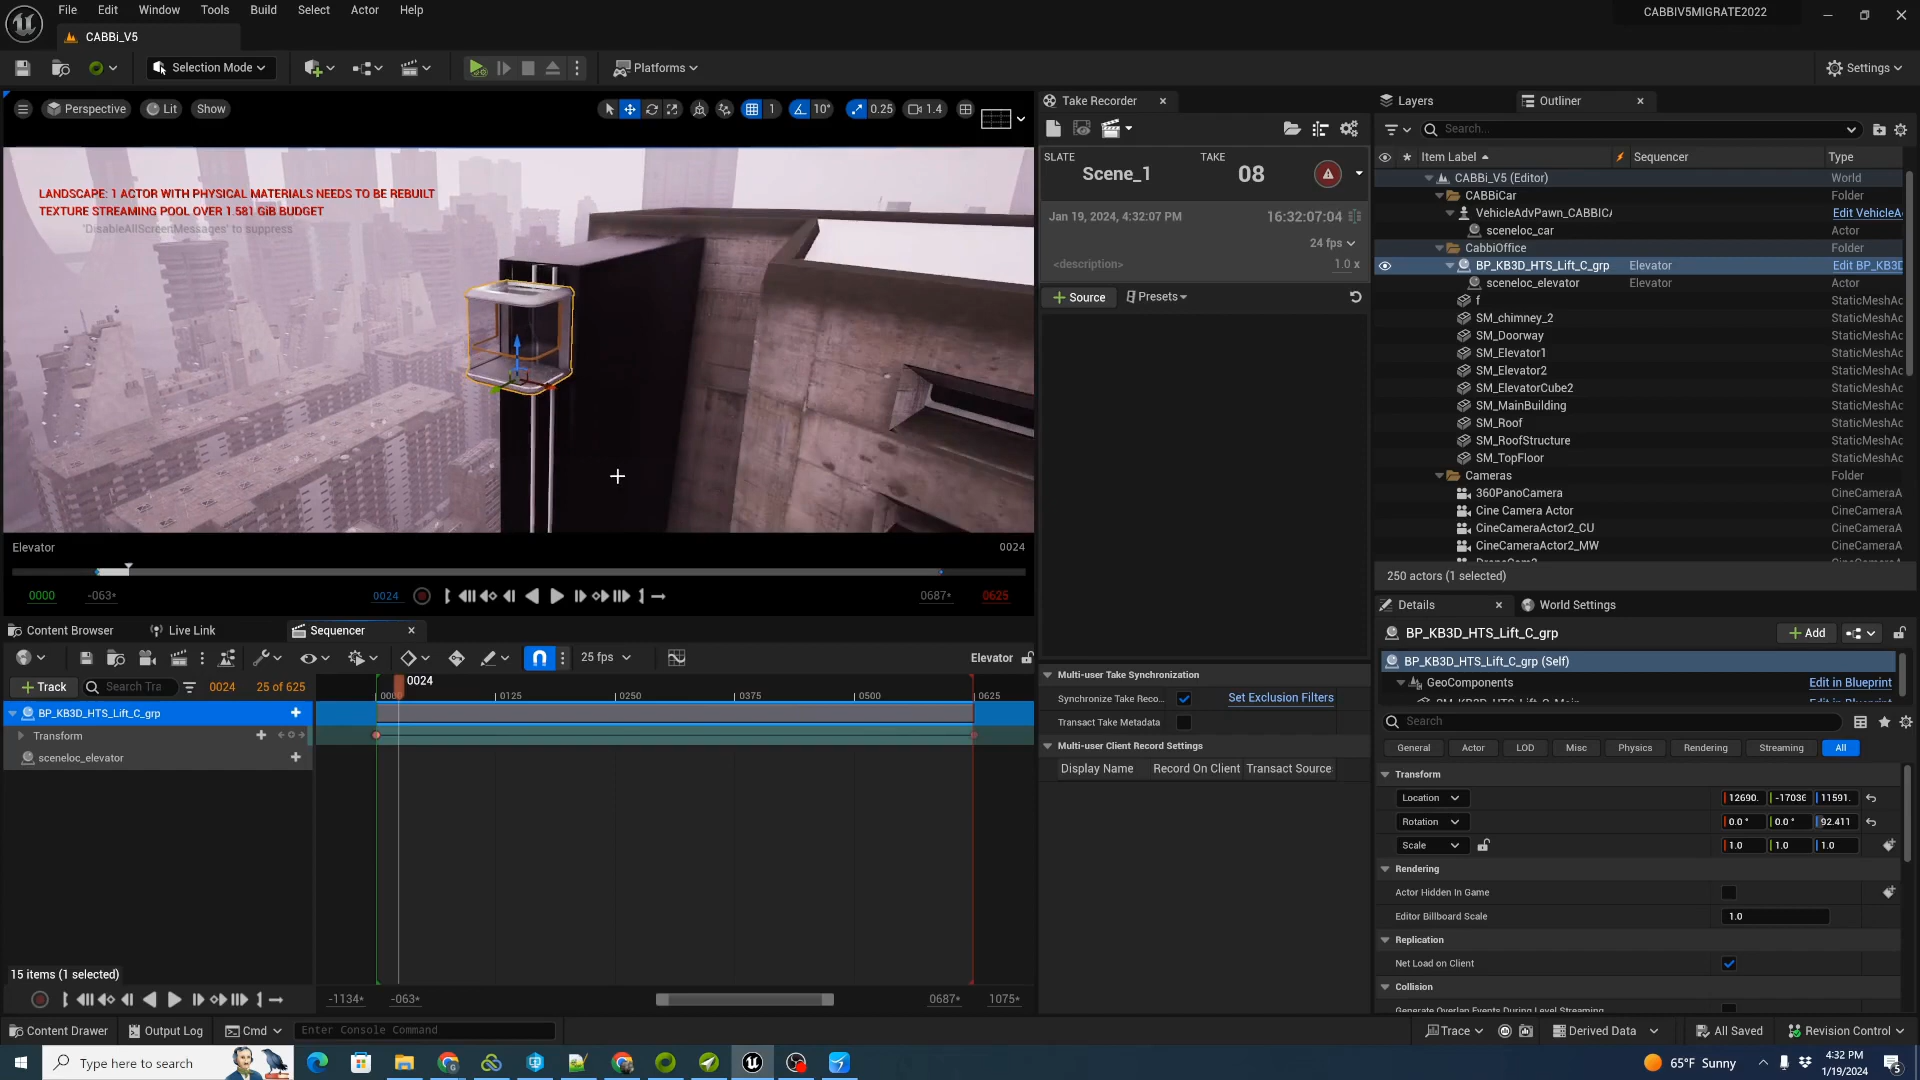 File Edit Window Tools Build Select Actor Help
CABBIV5MIGRATE2022
CABBi_V5
Selection Mode
Platforms
Settings
Perspective Lit Show
1 10° 0.25 1.4
LANDSCAPE: 1 ACTOR WITH PHYSICAL MATERIALS NEEDS TO BE REBUILT
TEXTURE STREAMING POOL OVER 1.581 GiB BUDGET
'DisableAllScreenMessages' to suppress
Elevator 0024
0000 -063* 0024 0687* 0625
Content Browser Live Link Sequencer
25 fps Elevator
Track Search Tra 0024 25 of 625
0024
0000 0125 0250 0375 0500 0625
BP_KB3D_HTS_Lift_C_grp
Transform
sceneloc_elevator
15 items (1 selected)
-1134* -063* 0687* 1075*
Take Recorder
SLATE TAKE
Scene_1 08
Jan 19, 2024, 4:32:07 PM 16:32:07:04
24 fps
<description> 1.0 x
Source Presets
Multi-user Take Synchronization
Synchronize Take Reco... Set Exclusion Filters
Transact Take Metadata
Multi-user Client Record Settings
Display Name Record On Client Transact Source
Layers Outliner
Search...
Item Label Sequencer Type
CABBi_V5 (Editor) World
CABBiCar Folder
VehicleAdvPawn_CABBICA Edit VehicleA
sceneloc_car Actor
CabbiOffice Folder
BP_KB3D_HTS_Lift_C_grp Elevator Edit BP_KB3D
sceneloc_elevator Elevator Actor
f StaticMeshAc
SM_chimney_2 StaticMeshAc
SM_Doorway StaticMeshAc
SM_Elevator1 StaticMeshAc
SM_Elevator2 StaticMeshAc
SM_ElevatorCube2 StaticMeshAc
SM_MainBuilding StaticMeshAc
SM_Roof StaticMeshAc
SM_RoofStructure StaticMeshAc
SM_TopFloor StaticMeshAc
Cameras Folder
360PanoCamera CineCameraA
Cine Camera Actor CineCameraA
CineCameraActor2_CU CineCameraA
CineCameraActor2_MW CineCameraA
250 actors (1 selected)
Details World Settings
BP_KB3D_HTS_Lift_C_grp Add
BP_KB3D_HTS_Lift_C_grp (Self)
GeoComponents Edit in Blueprint
Search
General Actor LOD Misc Physics Rendering Streaming All
Transform
Location 12690. -17036 11591.
Rotation 0.0° 0.0° 92.411
Scale 1.0 1.0 1.0
Rendering
Actor Hidden In Game
Editor Billboard Scale 1.0
Replication
Net Load on Client
Collision
Generate Overlap Events During Level Streaming
Content Drawer Output Log Cmd Enter Console Command
Trace Derived Data All Saved Revision Control
Type here to search
65°F Sunny
4:32 PM
1/19/2024
5